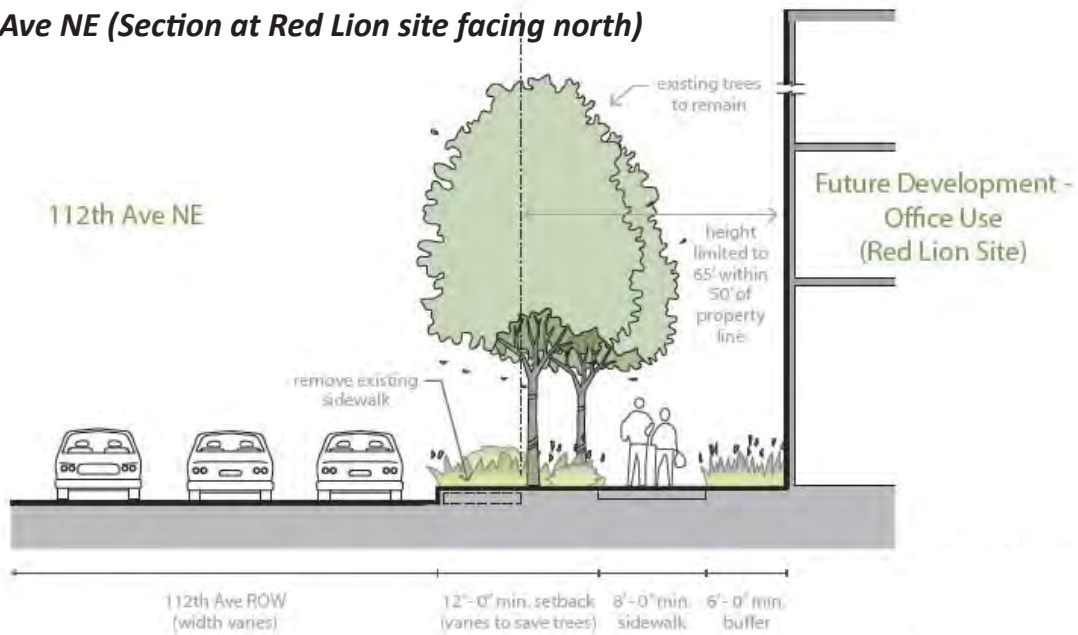 Ave NE (Section at Red Lion site facing north)
existing trees
to remain
112th Ave NE
Future Development -
Office Use
(Red Lion Site)
height
limited to
65' within
50' of
property
line
remove existing
sidewalk
112th Ave ROW
(width varies)
12'-0" min. setback
(varies to save trees)
8'-0" min.
sidewalk
6'-0" min.
buffer